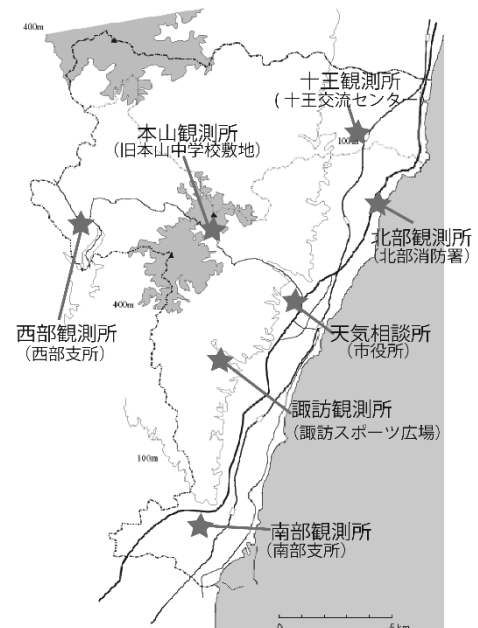 400m
十王観測所
(十王交流センター)
本山観測所
(旧本山中学校敷地)
100m
北部観測所
(北部消防署)
西部観測所
(西部支所)
400m
天気相談所
(市役所)
諏訪観測所
(諏訪スポーツ広場)
100m
南部観測所
(南部支所)
0
5 km